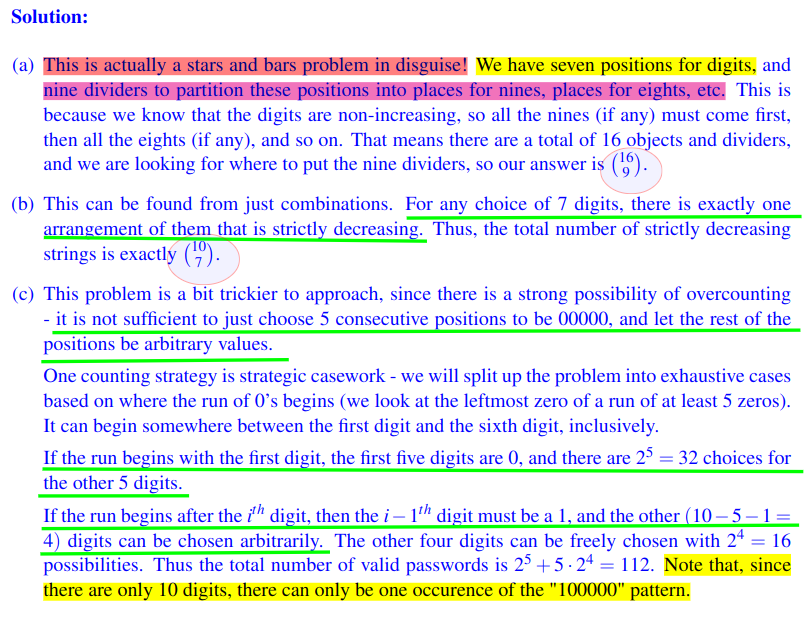 Solution:
(a) This is actually a stars and bars problem in disguise! We have seven positions for digits, and
nine dividers to partition these positions into places for nines, places for eights, etc. This is
because we know that the digits are non-increasing, so all the nines (if any) must come first,
then all the eights (if any), and so on. That means there are a total of 16 objects and dividers,
and we are looking for where to put the nine dividers, so our answer is $\binom{16}{9}$.
(b) This can be found from just combinations. For any choice of 7 digits, there is exactly one
arrangement of them that is strictly decreasing. Thus, the total number of strictly decreasing
strings is exactly $\binom{10}{7}$.
(c) This problem is a bit trickier to approach, since there is a strong possibility of overcounting
- it is not sufficient to just choose 5 consecutive positions to be 00000, and let the rest of the
positions be arbitrary values.
One counting strategy is strategic casework - we will split up the problem into exhaustive cases
based on where the run of 0's begins (we look at the leftmost zero of a run of at least 5 zeros).
It can begin somewhere between the first digit and the sixth digit, inclusively.
If the run begins with the first digit, the first five digits are 0, and there are $2^5 = 32$ choices for
the other 5 digits.
If the run begins after the $i^{th}$ digit, then the $i - 1^{th}$ digit must be a 1, and the other $(10 - 5 - 1 =$
$4)$ digits can be chosen arbitrarily. The other four digits can be freely chosen with $2^4 = 16$
possibilities. Thus the total number of valid passwords is $2^5 + 5 \cdot 2^4 = 112$. Note that, since
there are only 10 digits, there can only be one occurence of the "100000" pattern.